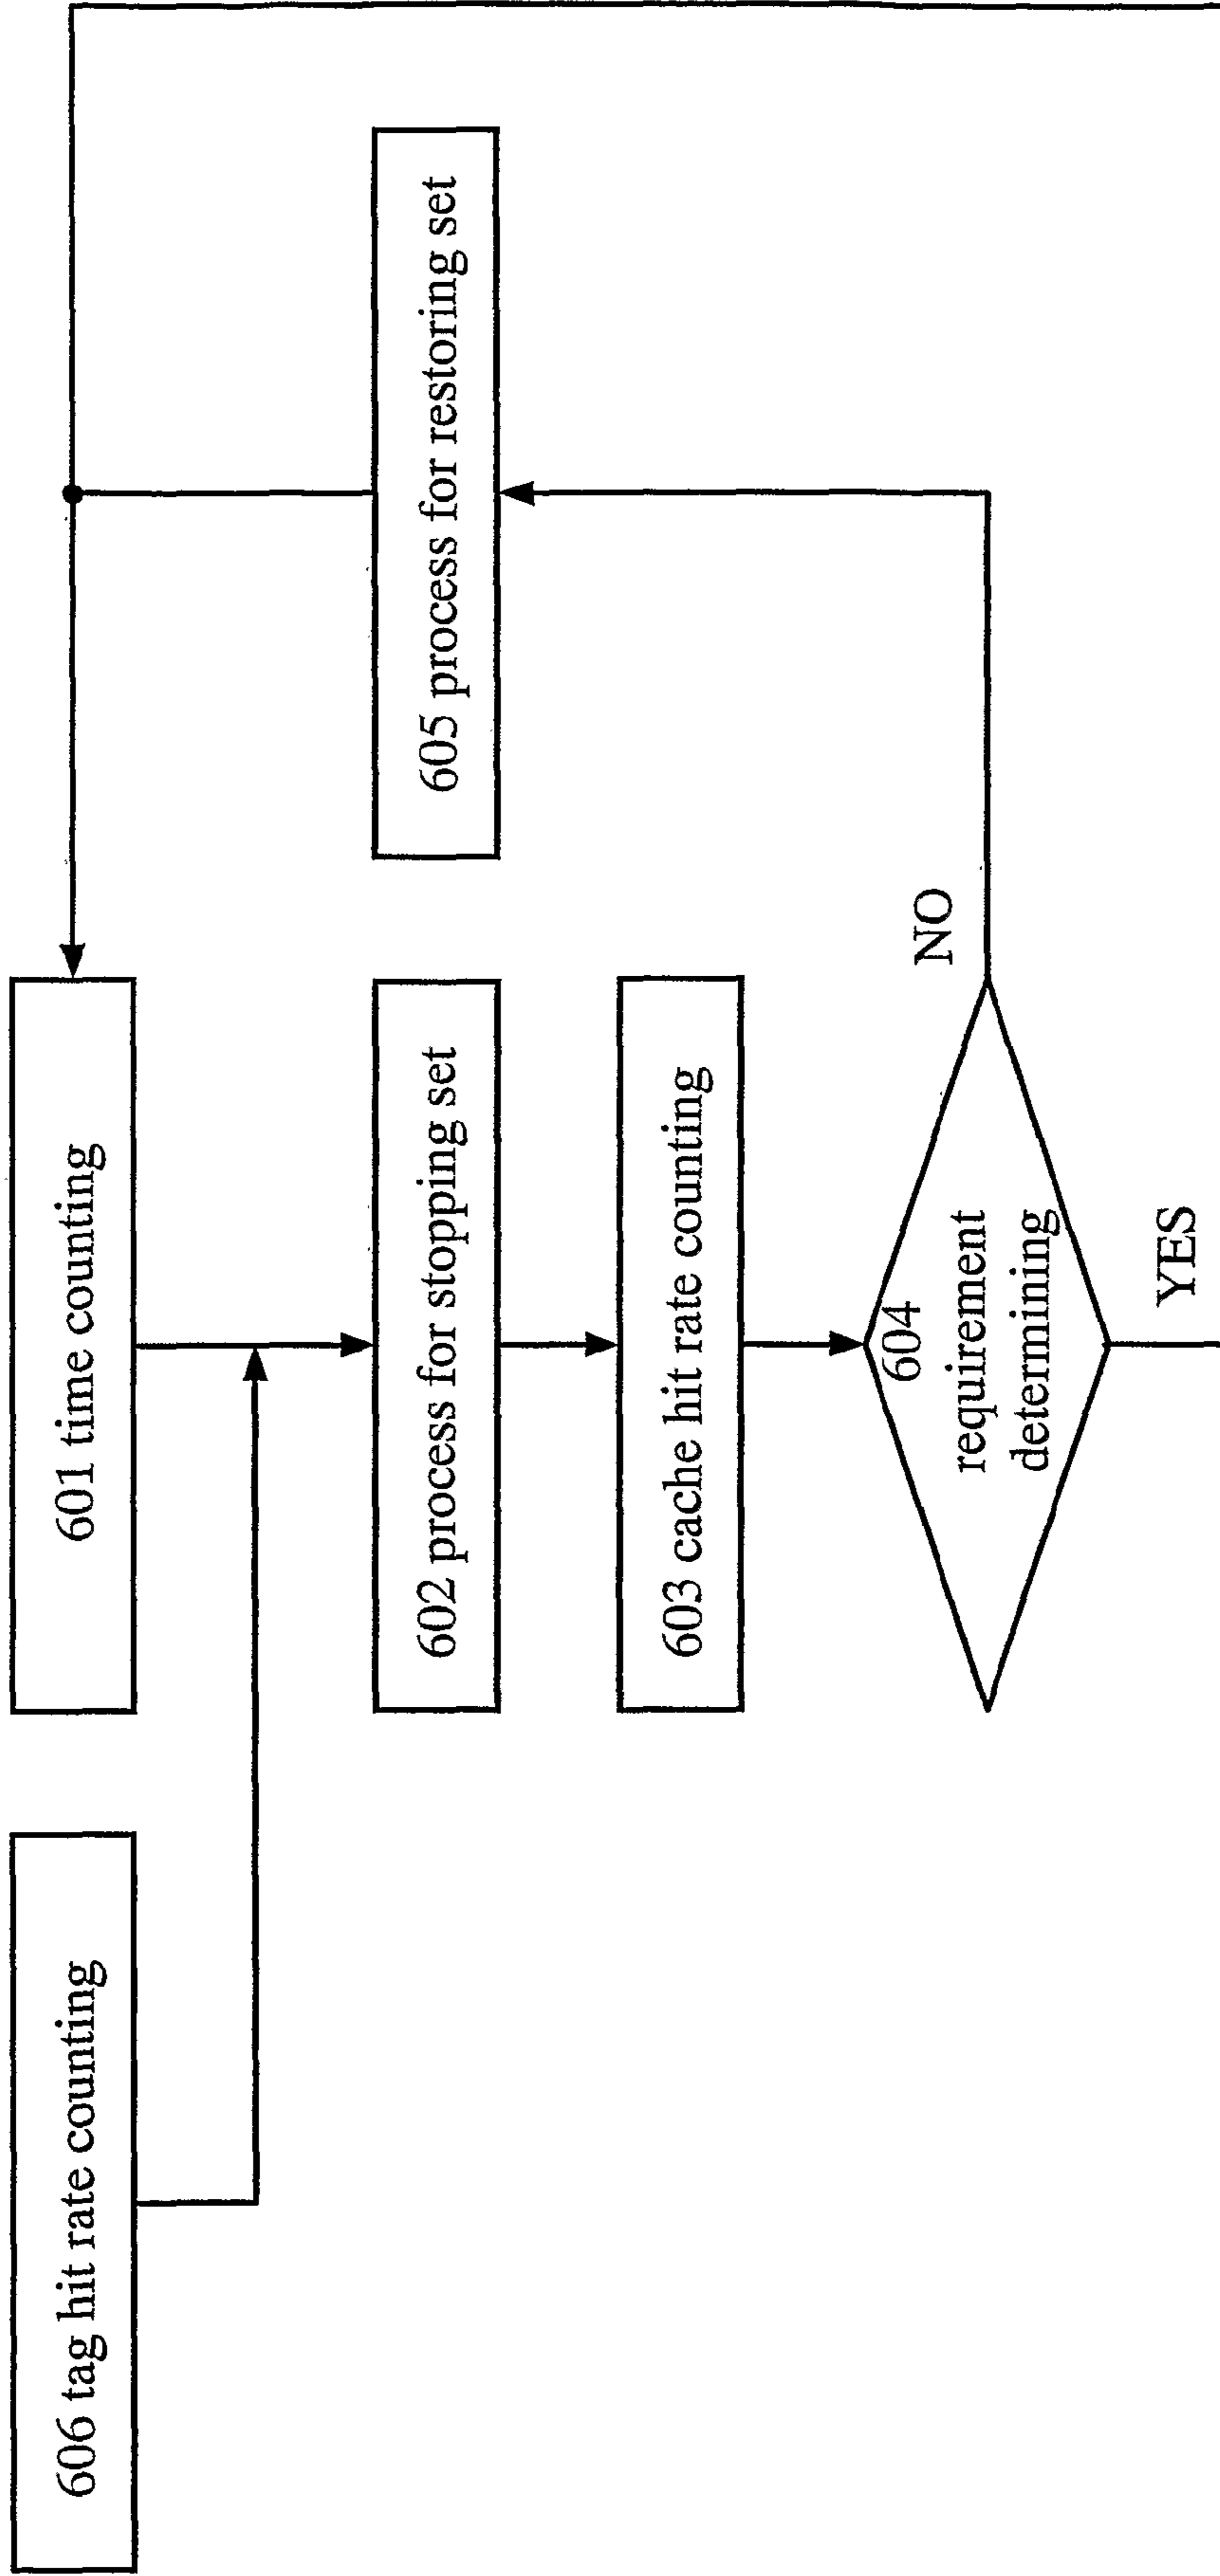 606 tag hit rate counting
601 time counting
602 process for stopping set
605 process for restoring set
603 cache hit rate counting
604
requirement
determining
NO
YES